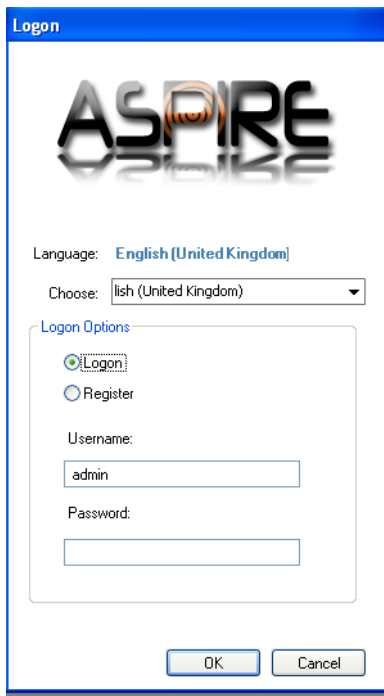 Logon
ASPIRE
Language: English (United Kingdom)
Choose: lish (United Kingdom)
Logon Options
Logon
Register
Username:
admin
Password:
OK Cancel